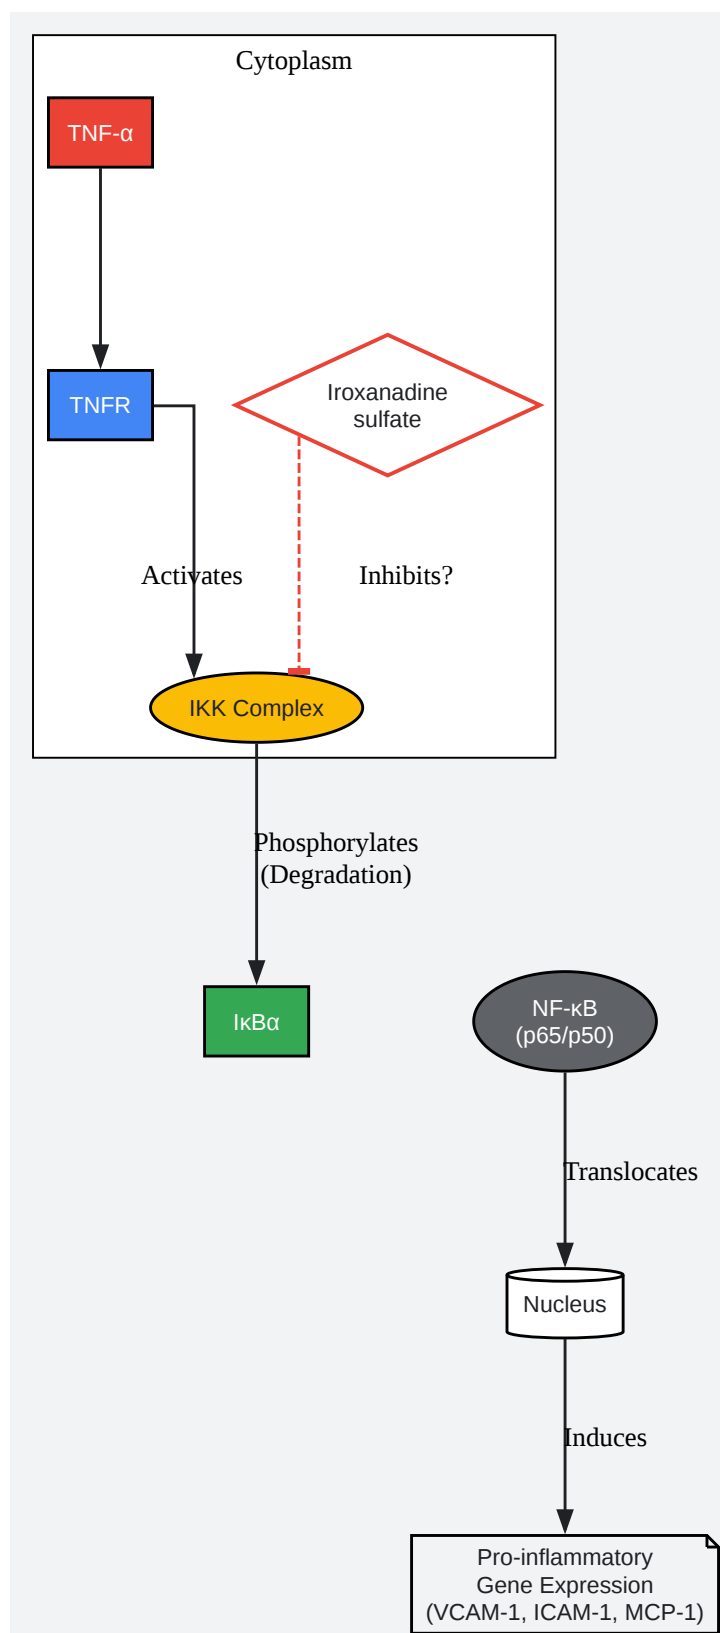 Cytoplasm
TNF-α
TNFR
Iroxanadine
sulfate
Activates
Inhibits?
IKK Complex
Phosphorylates
(Degradation)
IκBα
NF-κB
(p65/p50)
Translocates
Nucleus
Induces
Pro-inflammatory
Gene Expression
(VCAM-1, ICAM-1, MCP-1)